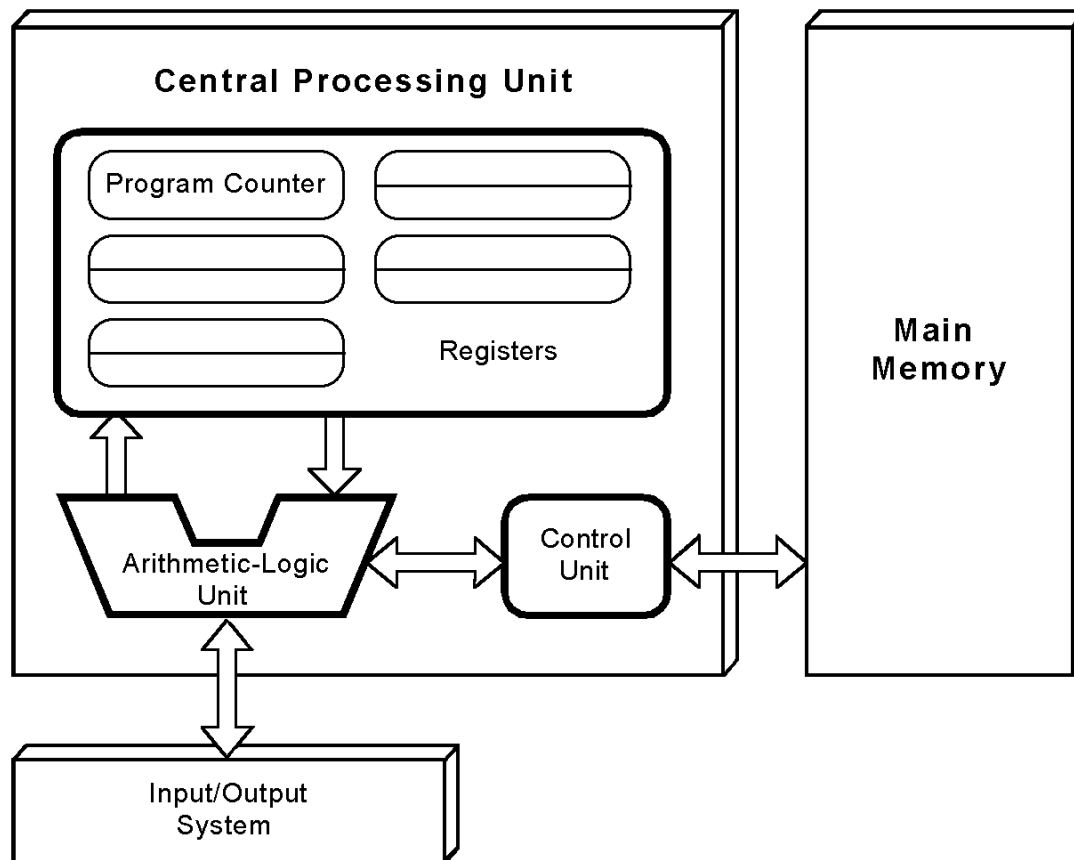 Central Processing Unit
Program Counter
Registers
Main
Memory
Arithmetic-Logic
Unit
Control
Unit
Input/Output
System